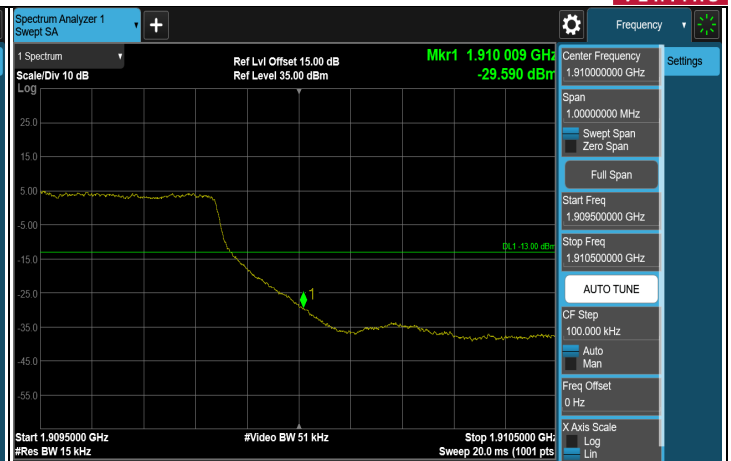 Spectrum Analyzer 1
Swept SA
Frequency
1 Spectrum
Scale/Div 10 dB
Log
Ref Lvl Offset 15.00 dB
Ref Level 35.00 dBm
Mkr1 1.910 009 GHz
-29.590 dBm
25.0
15.0
5.00
-5.00
-15.0
-25.0
-35.0
-45.0
-55.0
DL1 -13.00 dBm
1
Start 1.9095000 GHz
#Res BW 15 kHz
#Video BW 51 kHz
Stop 1.9105000 GHz
Sweep 20.0 ms (1001 pts
Center Frequency
1.910000000 GHz
Settings
Span
1.00000000 MHz
Swept Span
Zero Span
Full Span
Start Freq
1.909500000 GHz
Stop Freq
1.910500000 GHz
AUTO TUNE
CF Step
100.000 kHz
Auto
Man
Freq Offset
0 Hz
X Axis Scale
Log
Lin